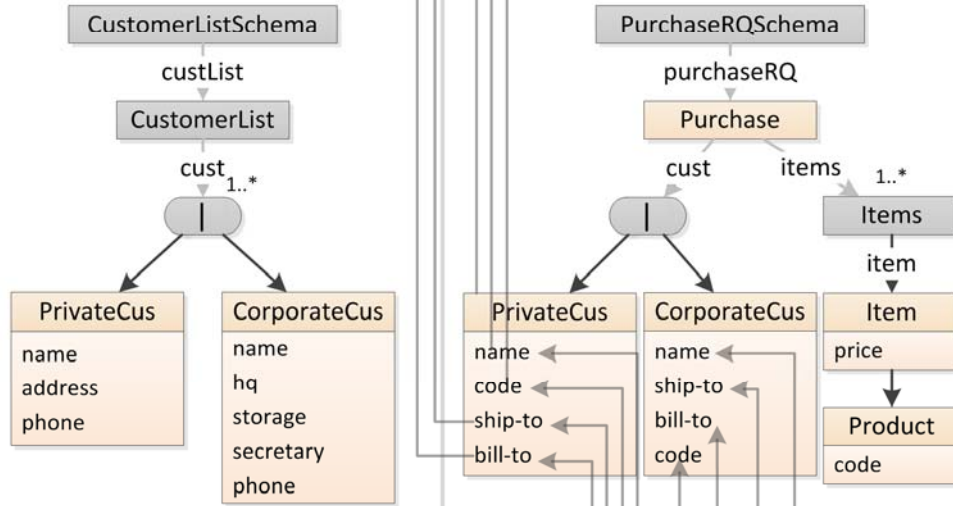 CustomerListSchema
custList
CustomerList
cust
1..*
|
PrivateCus
name
address
phone
CorporateCus
name
hq
storage
secretary
phone
PurchaseRQSchema
purchaseRQ
Purchase
cust
items
1..*
|
Items
item
PrivateCus
name
code
ship-to
bill-to
CorporateCus
name
ship-to
bill-to
code
Item
price
Product
code